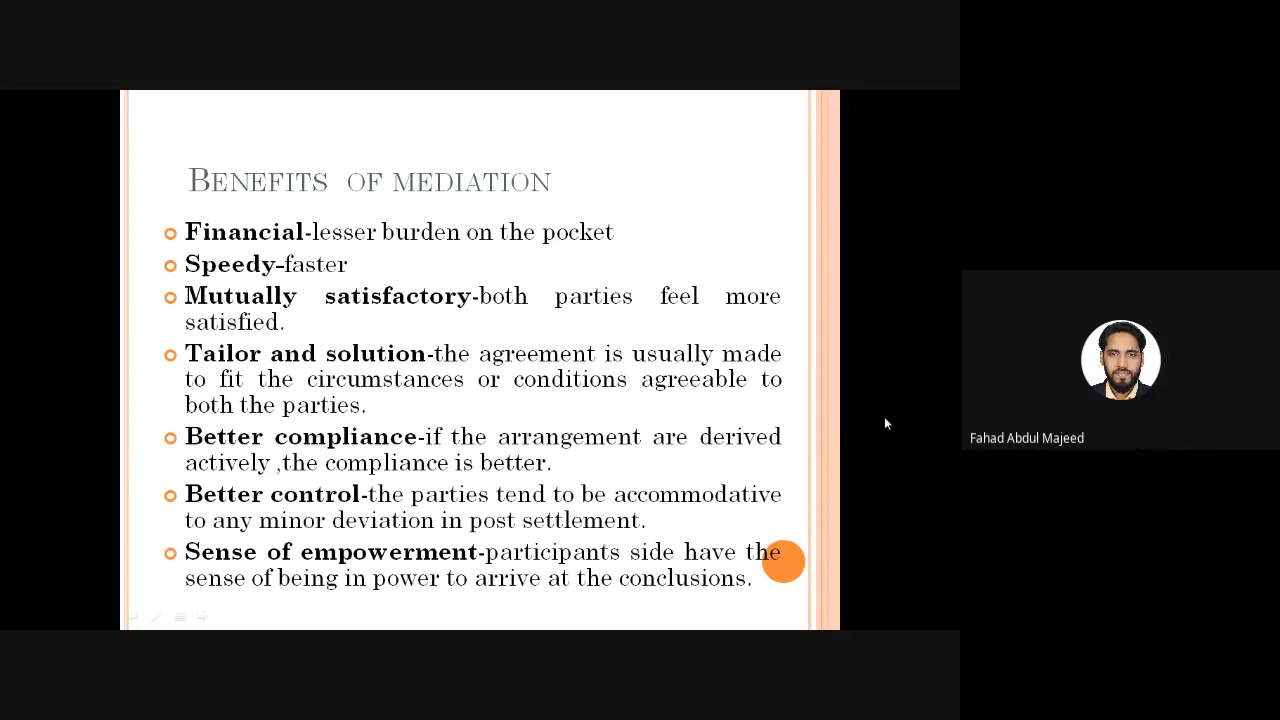 BENEFITS OF MEDIATION
Financial-lesser burden on the pocket
Speedy-faster
Mutually satisfactory-both parties feel more
satisfied.
Tailor and solution-the agreement is usually made
to fit the circumstances or conditions agreeable to
both the parties.
Better compliance-if the arrangement are derived
actively ,the compliance is better.
Better control-the parties tend to be accommodative
to any minor deviation in post settlement.
Sense of empowerment-participants side have the
sense of being in power to arrive at the conclusions.
Fahad Abdul Majeed